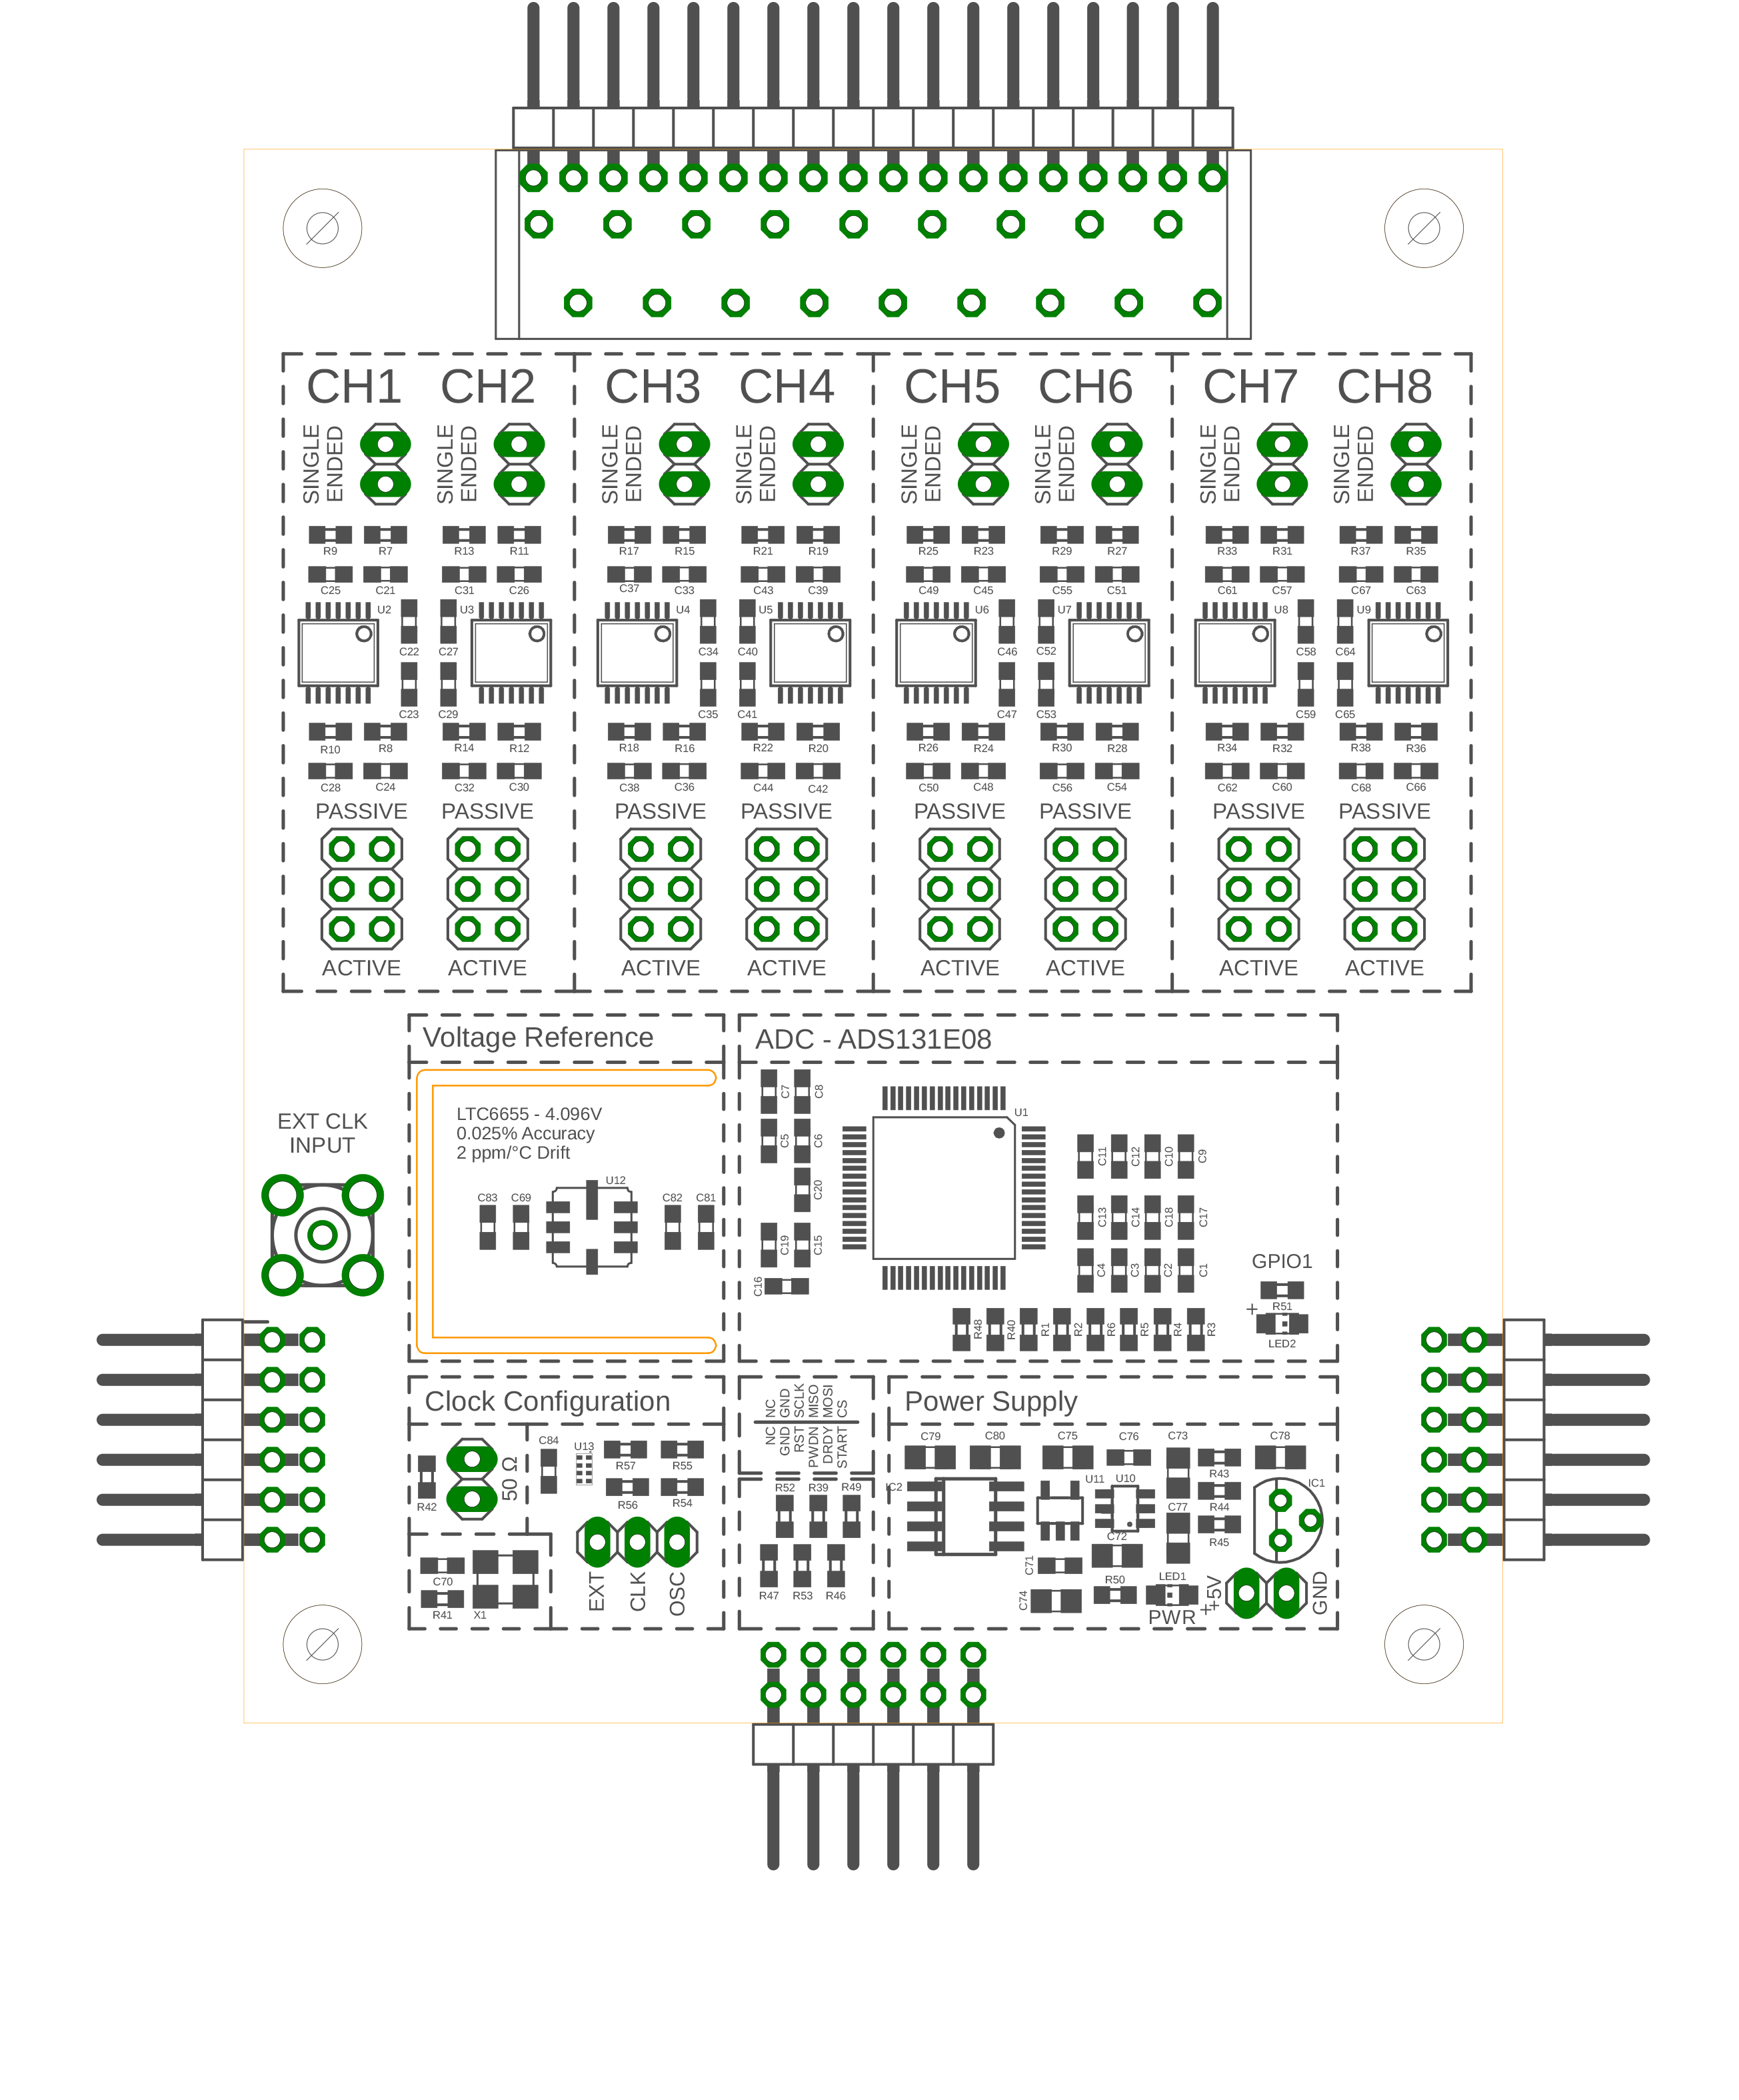 CH1 CH2 CH3 CH4 CH5 CH6 CH7 CH8
SINGLE
ENDED
SINGLE
ENDED
SINGLE
ENDED
SINGLE
ENDED
SINGLE
ENDED
SINGLE
ENDED
SINGLE
ENDED
SINGLE
ENDED
R9 R7 R13 R11 R17 R15 R21 R19 R25 R23 R29 R27 R33 R31 R37 R35
C25 C21 C31 C26 C37 C33 C43 C39 C49 C45 C55 C51 C61 C57 C67 C63
U2 U3 U4 U5 U6 U7 U8 U9
C22 C27 C34 C40 C46 C52 C58 C64
C23 C29 C35 C41 C47 C53 C59 C65
R10 R8 R14 R12 R18 R16 R22 R20 R26 R24 R30 R28 R34 R32 R38 R36
C28 C24 C32 C30 C38 C36 C44 C42 C50 C48 C56 C54 C62 C60 C68 C66
PASSIVE PASSIVE PASSIVE PASSIVE PASSIVE PASSIVE PASSIVE PASSIVE
ACTIVE ACTIVE ACTIVE ACTIVE ACTIVE ACTIVE ACTIVE ACTIVE
EXT CLK
INPUT
Voltage Reference
LTC6655 - 4.096V
0.025% Accuracy
2 ppm/°C Drift
U12
C83 C69 C82 C81
ADC - ADS131E08
C7 C8
U1
C5 C6
C11 C12 C10 C9
C20
C13 C14 C18 C17
C19 C15
C4 C3 C2 C1
C16
GPIO1
R51
+
LED2
R48 R40 R1 R2 R6 R5 R4 R3
Clock Configuration
R42
50 Ω
C84 U13
R57 R55
R56 R54
C70
R41 X1
EXT
CLK
OSC
NC NC
GND GND
RST SCLK
PWDN MISO
DRDY MOSI
START CS
R52 R39 R49
R47 R53 R46
Power Supply
C79 C80 C75 C76 C73 C78
R43
IC2 U11 U10 IC1
C77 R44
C72 R45
C71
R50 LED1
C74
PWR +
+5V
GND